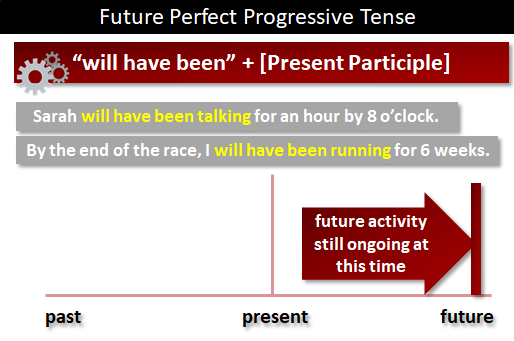 Future Perfect Progressive Tense
“will have been” + [Present Participle]
Sarah will have been talking for an hour by 8 o’clock.
By the end of the race, I will have been running for 6 weeks.
future activity
still ongoing at
this time
past
present
future